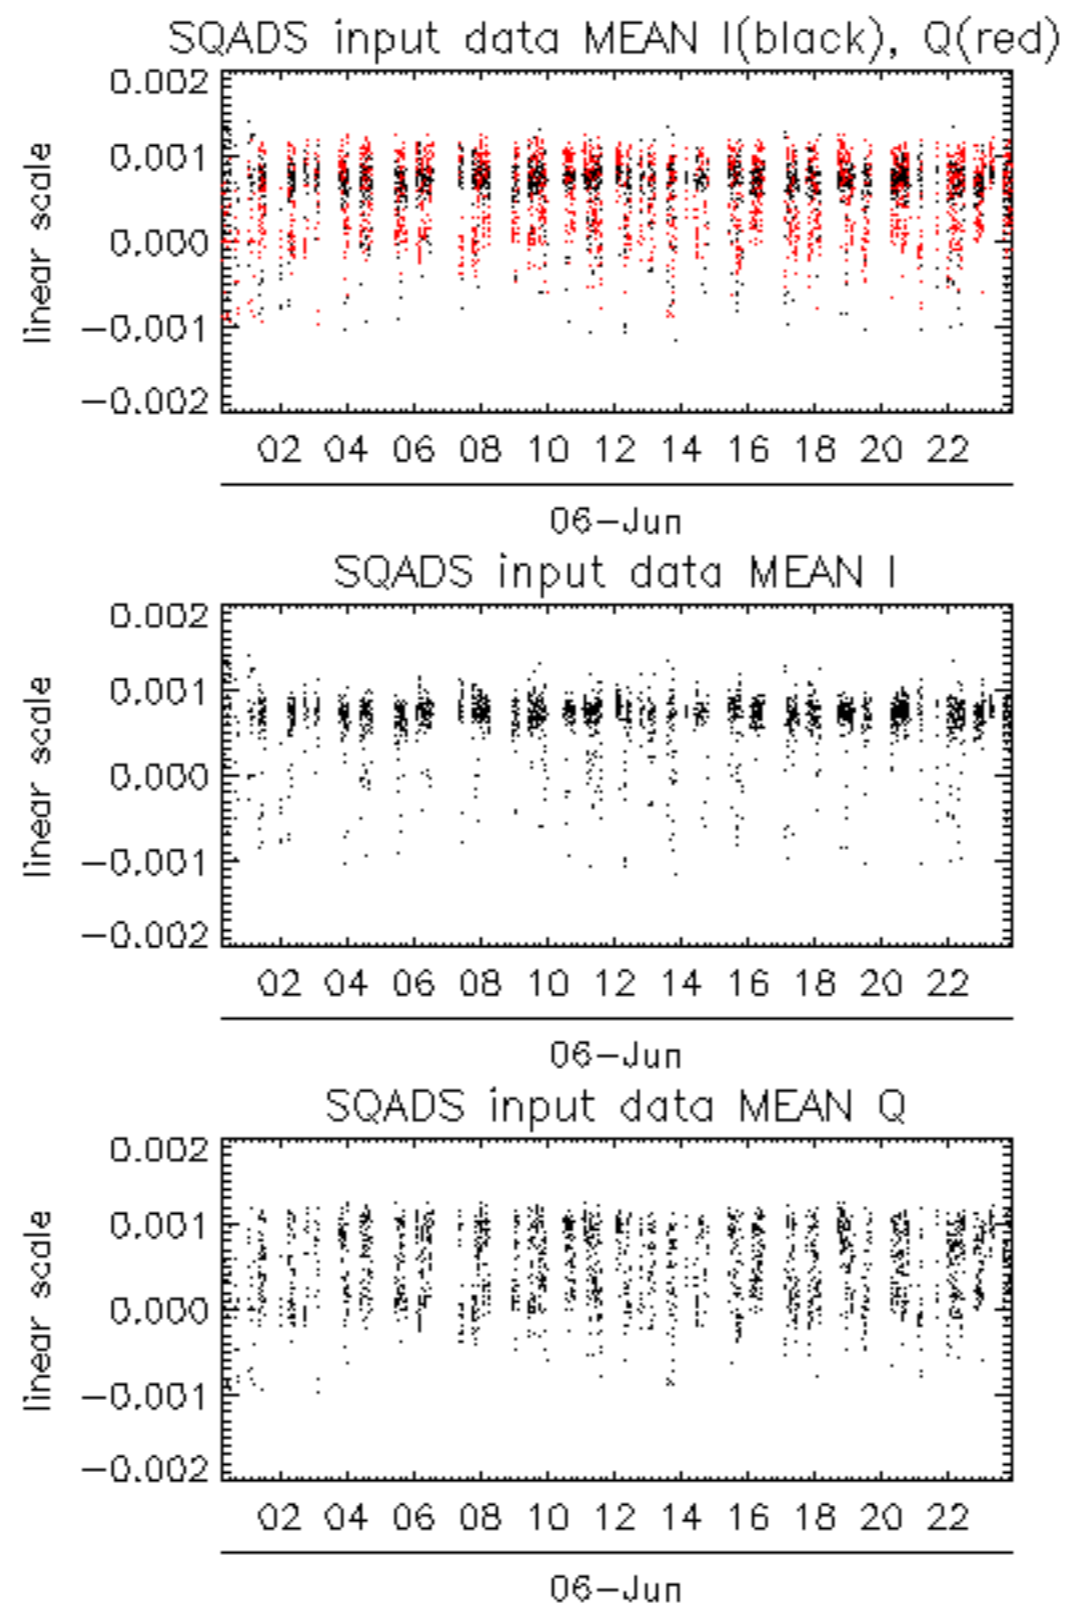 SQADS input data MEAN I(black), Q(red)
0.002
0.001
0.000
−0.001
−0.002
linear scale
02 04 06 08 10 12 14 16 18 20 22
06−Jun
SQADS input data MEAN I
0.002
0.001
0.000
−0.001
−0.002
linear scale
02 04 06 08 10 12 14 16 18 20 22
06−Jun
SQADS input data MEAN Q
0.002
0.001
0.000
−0.001
−0.002
linear scale
02 04 06 08 10 12 14 16 18 20 22
06−Jun